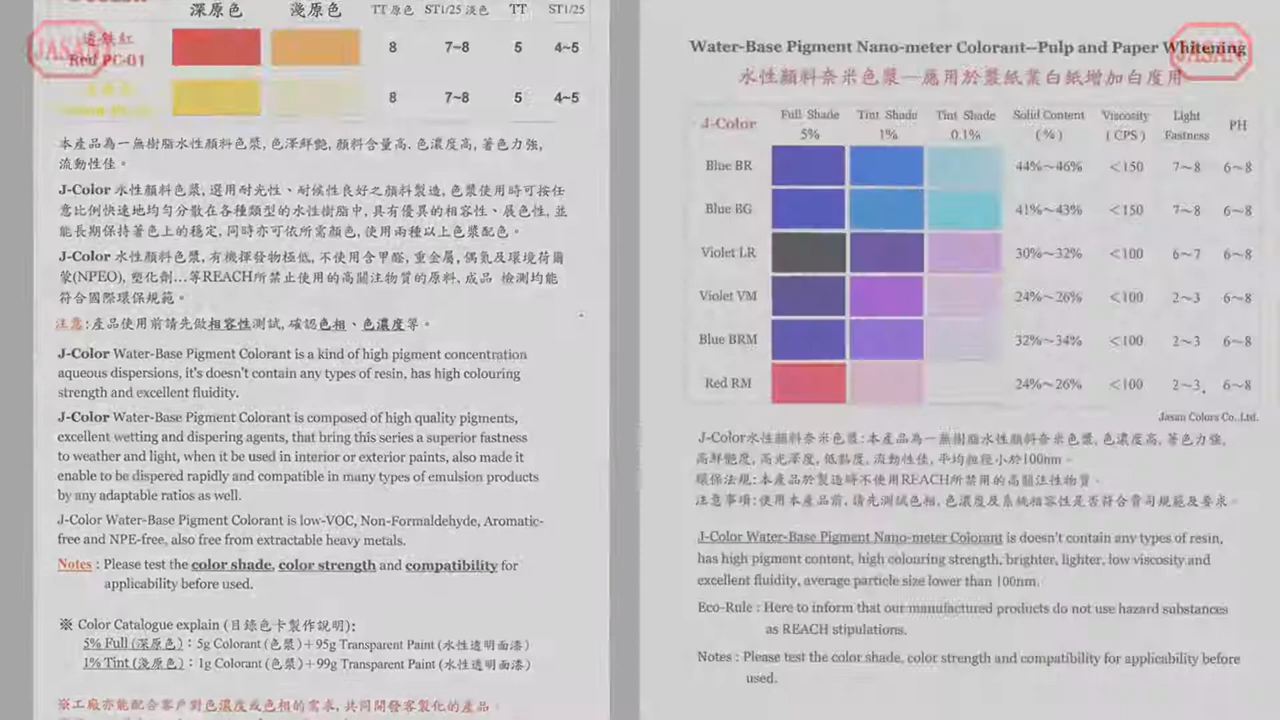 深原色 淺原色 TT 原色 ST1/25 淺色 TT ST1/25
透鐵紅
Red PC-01 8 7~8 5 4~5
8 7~8 5 4~5
本產品為一無樹脂水性顏料色漿, 色澤鮮艷, 顏料含量高, 色濃度高, 著色力強,
流動性佳。
J-Color 水性顏料色漿, 選用耐光性、耐候性良好之顏料製造, 色漿使用時可按任
意比例快速地均勻分散在各種類型的水性樹脂中, 具有優異的相容性、展色性, 並
能長期保持著色上的穩定, 同時亦可依所需顏色, 使用兩種以上色漿配色。
J-Color 水性顏料色漿, 有機揮發物極低, 不使用含甲醛, 重金屬, 偶氮及環境荷爾
蒙(NPEO), 塑化劑...等REACH所禁止使用的高關注物質的原料, 成品 檢測均能
符合國際環保規範。
注意: 產品使用前請先做相容性測試, 確認色相、色濃度等。
J-Color Water-Base Pigment Colorant is a kind of high pigment concentration
aqueous dispersions, it's doesn't contain any types of resin, has high colouring
strength and excellent fluidity.
J-Color Water-Base Pigment Colorant is composed of high quality pigments,
excellent wetting and dispering agents, that bring this series a superior fastness
to weather and light, when it be used in interior or exterior paints, also made it
enable to be dispered rapidly and compatible in many types of emulsion products
by any adaptable ratios as well.
J-Color Water-Base Pigment Colorant is low-VOC, Non-Formaldehyde, Aromatic-
free and NPE-free, also free from extractable heavy metals.
Notes : Please test the color shade, color strength and compatibility for
applicability before used.
※ Color Catalogue explain (目錄色卡製作說明):
5% Full (深原色) : 5g Colorant (色漿) + 95g Transparent Paint (水性透明面漆)
1% Tint (淺原色) : 1g Colorant (色漿) + 99g Transparent Paint (水性透明面漆)
※工廠亦能配合客戶對色濃度或色相的需求, 共同開發客製化的產品。
JASAN
JASAN
Water-Base Pigment Nano-meter Colorant—Pulp and Paper Whitening
水性顏料奈米色漿—應用於漿紙業白紙增加白度用
J-Color Full Shade 5% Tint Shade 1% Tint Shade 0.1% Solid Content (%) Viscosity (CPS) Light Fastness PH
Blue BR 44%~46% <150 7~8 6~8
Blue BG 41%~43% <150 7~8 6~8
Violet LR 30%~32% <100 6~7 6~8
Violet VM 24%~26% <100 2~3 6~8
Blue BRM 32%~34% <100 2~3 6~8
Red RM 24%~26% <100 2~3 6~8
Jasan Colors Co.,Ltd.
J-Color水性顏料奈米色漿: 本產品為一無樹脂水性顏料奈米色漿, 色濃度高, 著色力強,
高鮮艷度, 高光澤度, 低黏度, 流動性佳, 平均粒徑小於100nm。
環保法規: 本產品於製造時不使用REACH所禁用的高關注性物質。
注意事項: 使用本產品前, 請先測試色相, 色濃度及系統相容性是否符合貴司規範及要求。
J-Color Water-Base Pigment Nano-meter Colorant is doesn't contain any types of resin,
has high pigment content, high colouring strength, brighter, lighter, low viscosity and
excellent fluidity, average particle size lower than 100nm.
Eco-Rule : Here to inform that our manufactured products do not use hazard substances
as REACH stipulations.
Notes : Please test the color shade, color strength and compatibility for applicability before
used.